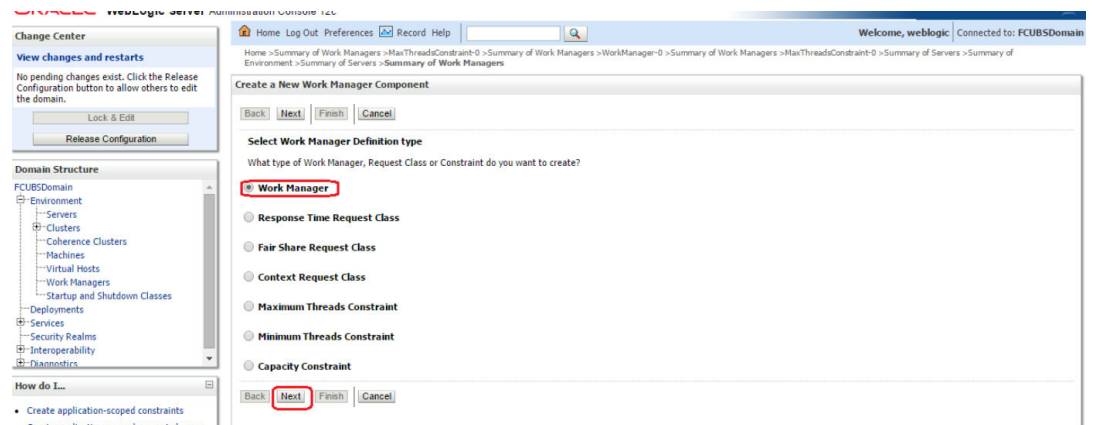 ORACLE WebLogic Server Administration Console 12c
Change Center
View changes and restarts
No pending changes exist. Click the Release
Configuration button to allow others to edit
the domain.
Lock & Edit
Release Configuration
Domain Structure
FCUBSDomain
Environment
Servers
Clusters
Coherence Clusters
Machines
Virtual Hosts
Work Managers
Startup and Shutdown Classes
Deployments
Services
Security Realms
Interoperability
Diagnostics
How do I...
• Create application-scoped constraints
Home Log Out Preferences Record Help
Welcome, weblogic Connected to: FCUBSDomain
Home >Summary of Work Managers >MaxThreadsConstraint-0 >Summary of Work Managers >WorkManager-0 >Summary of Work Managers >MaxThreadsConstraint-0 >Summary of Servers >Summary of
Environment >Summary of Servers >Summary of Work Managers
Create a New Work Manager Component
Back Next Finish Cancel
Select Work Manager Definition type
What type of Work Manager, Request Class or Constraint do you want to create?
Work Manager
Response Time Request Class
Fair Share Request Class
Context Request Class
Maximum Threads Constraint
Minimum Threads Constraint
Capacity Constraint
Back Next Finish Cancel